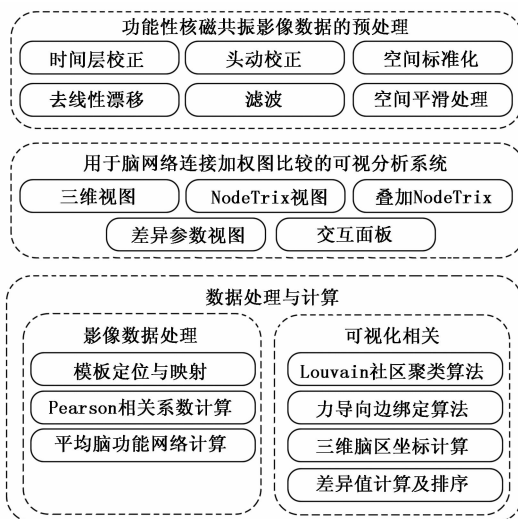 功能性核磁共振影像数据的预处理
时间层校正 头动校正 空间标准化
去线性漂移 滤波 空间平滑处理
用于脑网络连接加权图比较的可视分析系统
三维视图 NodeTrix视图 叠加NodeTrix
差异参数视图 交互面板
数据处理与计算
影像数据处理
模板定位与映射
Pearson相关系数计算
平均脑功能网络计算
可视化相关
Louvain社区聚类算法
力导向边绑定算法
三维脑区坐标计算
差异值计算及排序